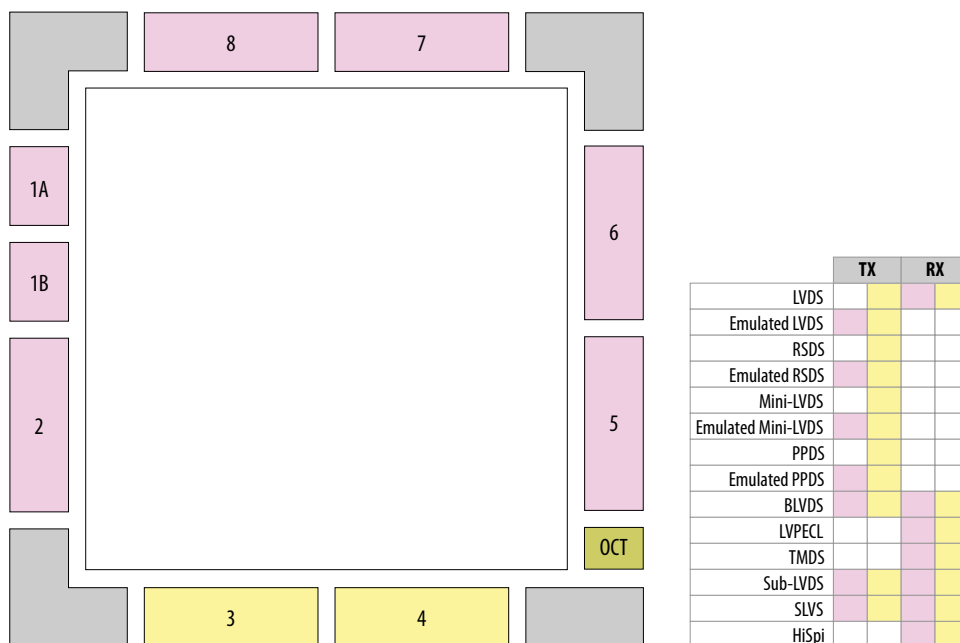 8
7
1A
1B
2
6
5
OCT
3
4
TX RX
LVDS
Emulated LVDS
RSDS
Emulated RSDS
Mini-LVDS
Emulated Mini-LVDS
PPDS
Emulated PPDS
BLVDS
LVPECL
TMDS
Sub-LVDS
SLVS
HiSpi